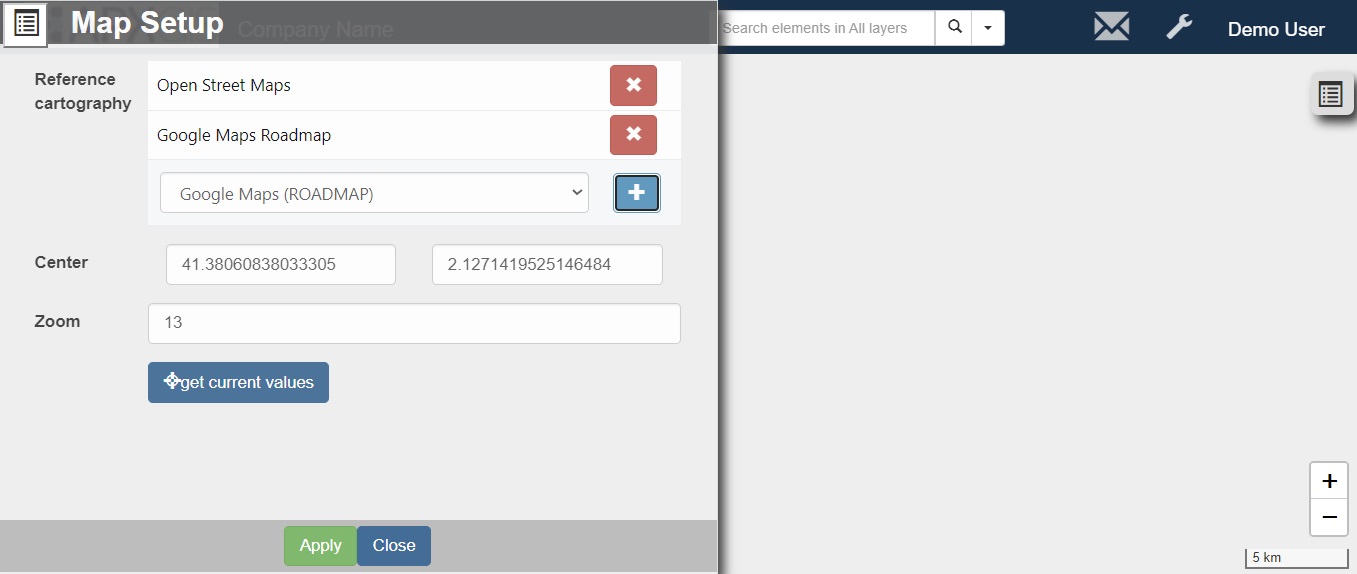 Map Setup
Company Name
Search elements in All layers
Demo User
Reference
cartography
Open Street Maps
Google Maps Roadmap
Google Maps (ROADMAP)
Center
41.38060838033305
2.1271419525146484
Zoom
13
get current values
Apply
Close
+
−
5 km